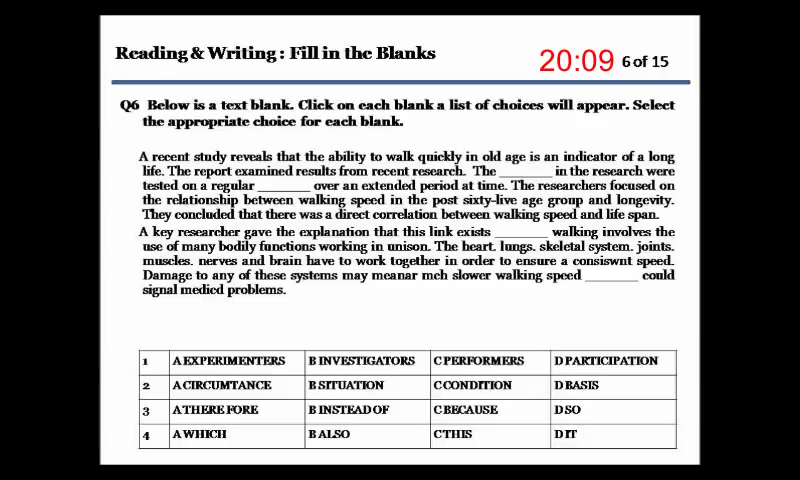 Reading & Writing : Fill in the Blanks
20:09 6 of 15
Q6 Below is a text blank. Click on each blank a list of choices will appear. Select
the appropriate choice for each blank.
A recent study reveals that the ability to walk quickly in old age is an indicator of a long
life. The report examined results from recent research. The ________ in the research were
tested on a regular ________ over an extended period at time. The researchers focused on
the relationship between walking speed in the post sixty-live age group and longevity.
They concluded that there was a direct correlation between walking speed and life span.
A key researcher gave the explanation that this link exists ________ walking involves the
use of many bodily functions working in unison. The heart. lungs. skeletal system. joints.
muscles. nerves and brain have to work together in order to ensure a consiswnt speed.
Damage to any of these systems may meanar mch slower walking speed ________ could
signal medicd problems.
1 A EXPERIMENTERS B INVESTIGATORS C PERFORMERS D PARTICIPATION
2 A CIRCUMTANCE B SITUATION C CONDITION D BASIS
3 A THERE FORE B INSTEAD OF C BECAUSE D SO
4 A WHICH B ALSO C THIS D IT